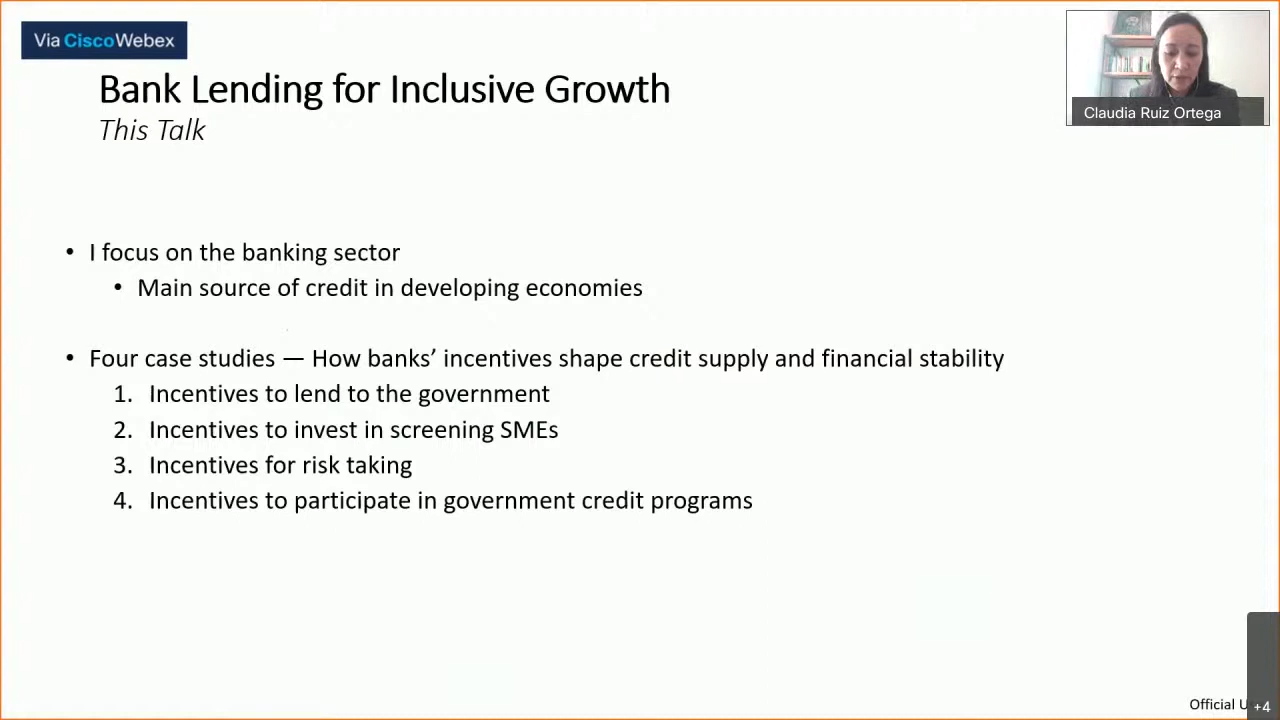 Via CiscoWebex
Bank Lending for Inclusive Growth
This Talk
Claudia Ruiz Ortega
• I focus on the banking sector
• Main source of credit in developing economies
• Four case studies — How banks’ incentives shape credit supply and financial stability
1. Incentives to lend to the government
2. Incentives to invest in screening SMEs
3. Incentives for risk taking
4. Incentives to participate in government credit programs
Official
+4